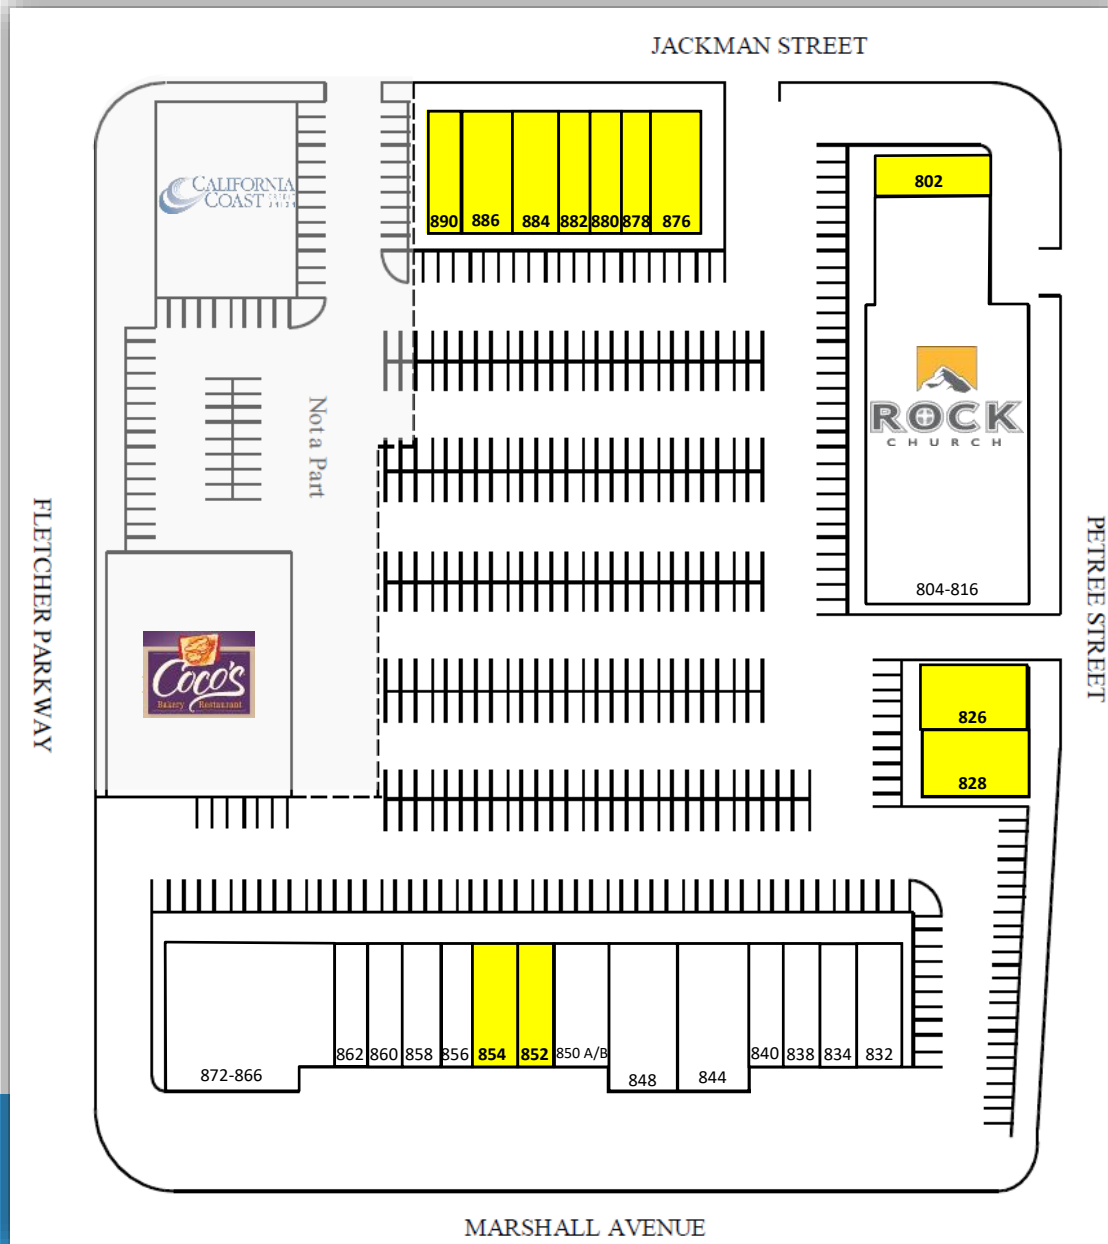 JACKMAN STREET
CALIFORNIA
COAST CREDIT UNION
890 886 884 882 880 878 876
802
Not a Part
ROCK
CHURCH
804-816
FLETCHER PARKWAY
PETREE STREET
Coco's
Bakery Restaurant
826
828
872-866
862 860 858 856 854 852 850 A/B
848
844
840 838 834 832
MARSHALL AVENUE